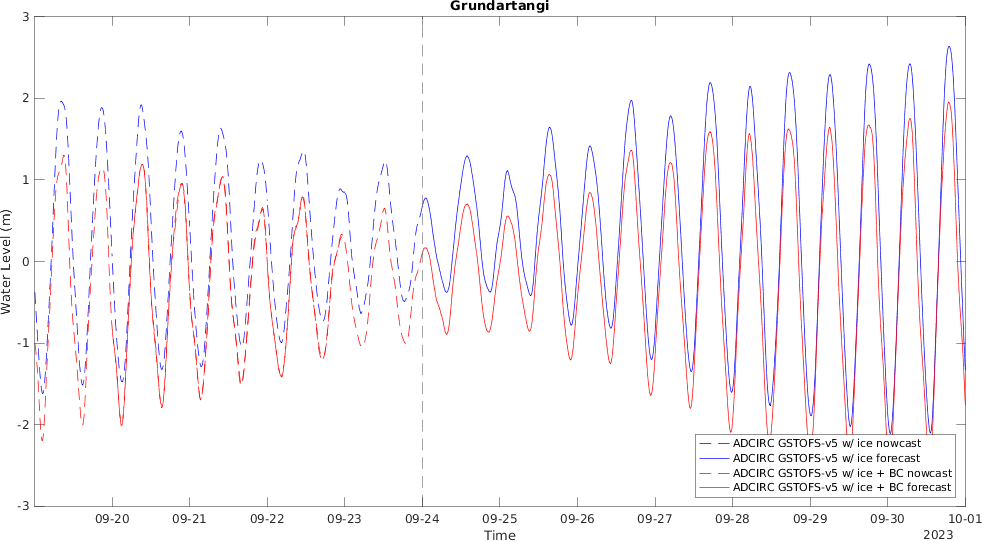 Grundartangi
3
2
1
0
-1
-2
-3
Water Level (m)
ADCIRC GSTOFS-v5 w/ ice nowcast
ADCIRC GSTOFS-v5 w/ ice forecast
ADCIRC GSTOFS-v5 w/ ice + BC nowcast
ADCIRC GSTOFS-v5 w/ ice + BC forecast
09-20 09-21 09-22 09-23 09-24 09-25 09-26 09-27 09-28 09-29 09-30 10-01
Time
2023